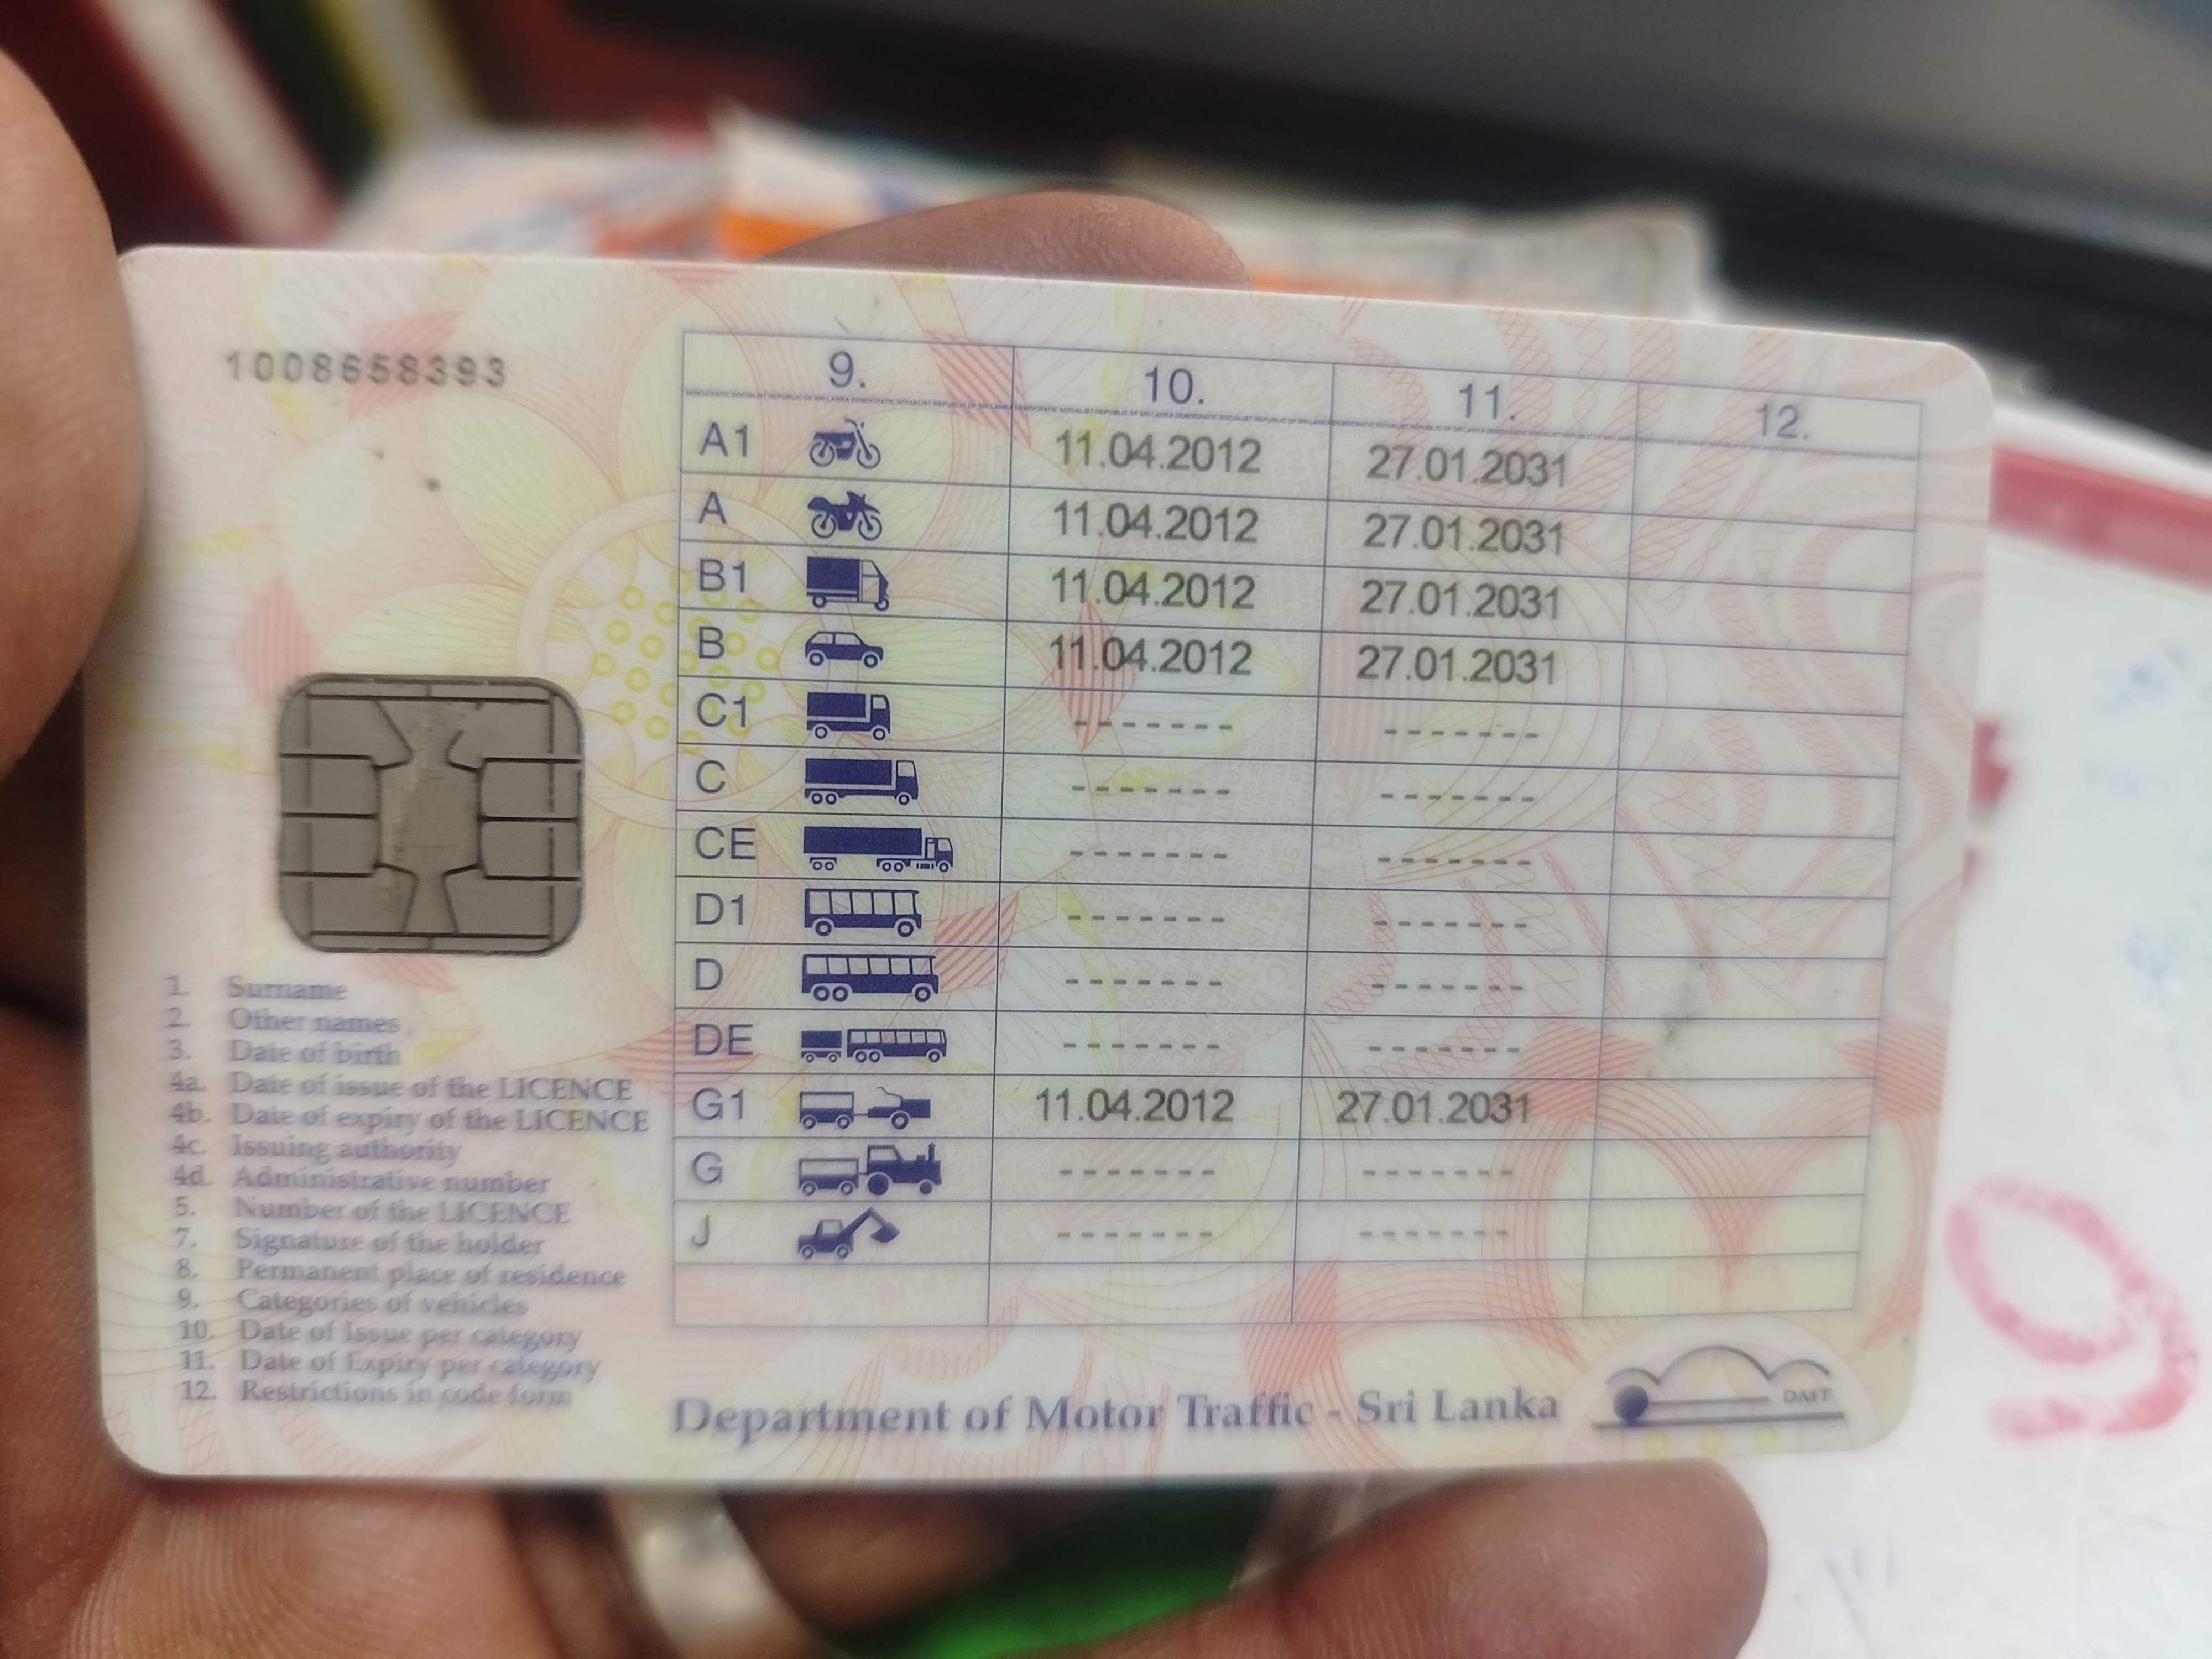 1008658393
9. 10. 11. 12.
A1 11.04.2012 27.01.2031
A 11.04.2012 27.01.2031
B1 11.04.2012 27.01.2031
B 11.04.2012 27.01.2031
C1 ------- -------
C ------- -------
CE ------- -------
D1 ------- -------
D ------- -------
DE ------- -------
G1 11.04.2012 27.01.2031
G ------- -------
J ------- -------
1. Surname
2. Other names
3. Date of birth
4a. Date of issue of the LICENCE
4b. Date of expiry of the LICENCE
4c. Issuing authority
4d. Administrative number
5. Number of the LICENCE
7. Signature of the holder
8. Permanent place of residence
9. Categories of vehicles
10. Date of Issue per category
11. Date of Expiry per category
12. Restrictions in code form
Department of Motor Traffic - Sri Lanka
DMT